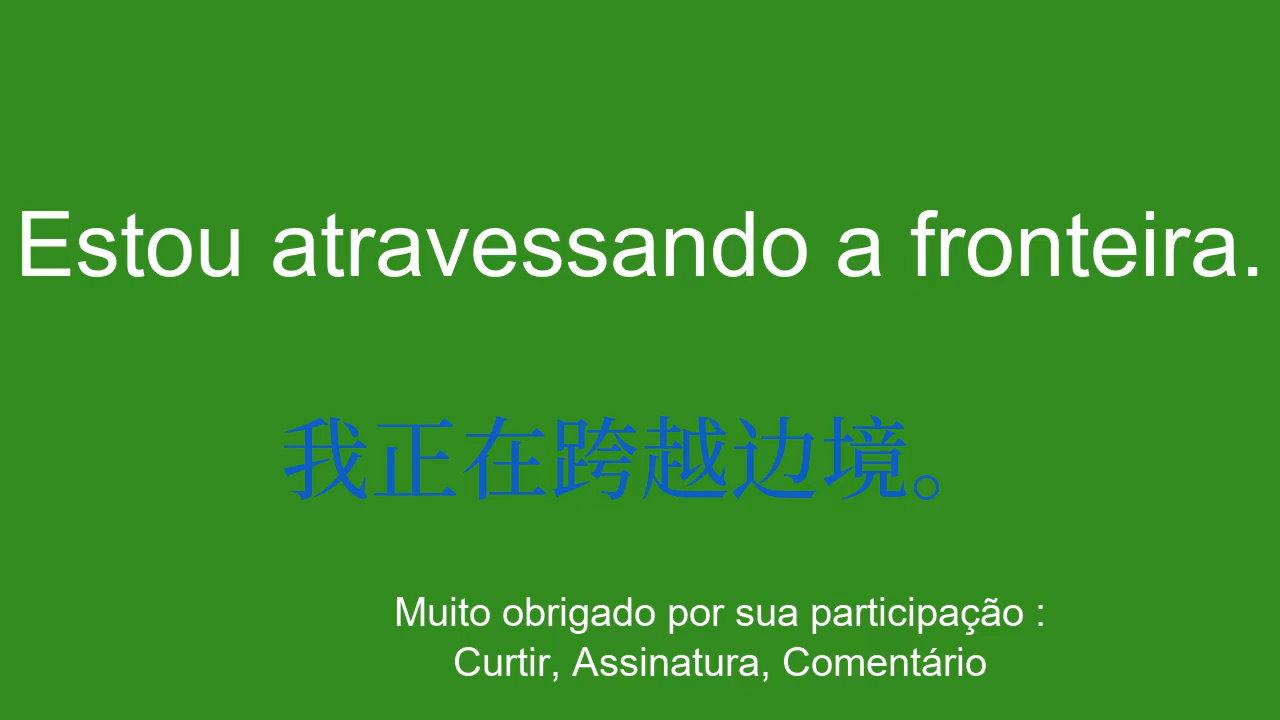 Estou atravessando a fronteira.
我正在跨越边境。
Muito obrigado por sua participação :
Curtir, Assinatura, Comentário